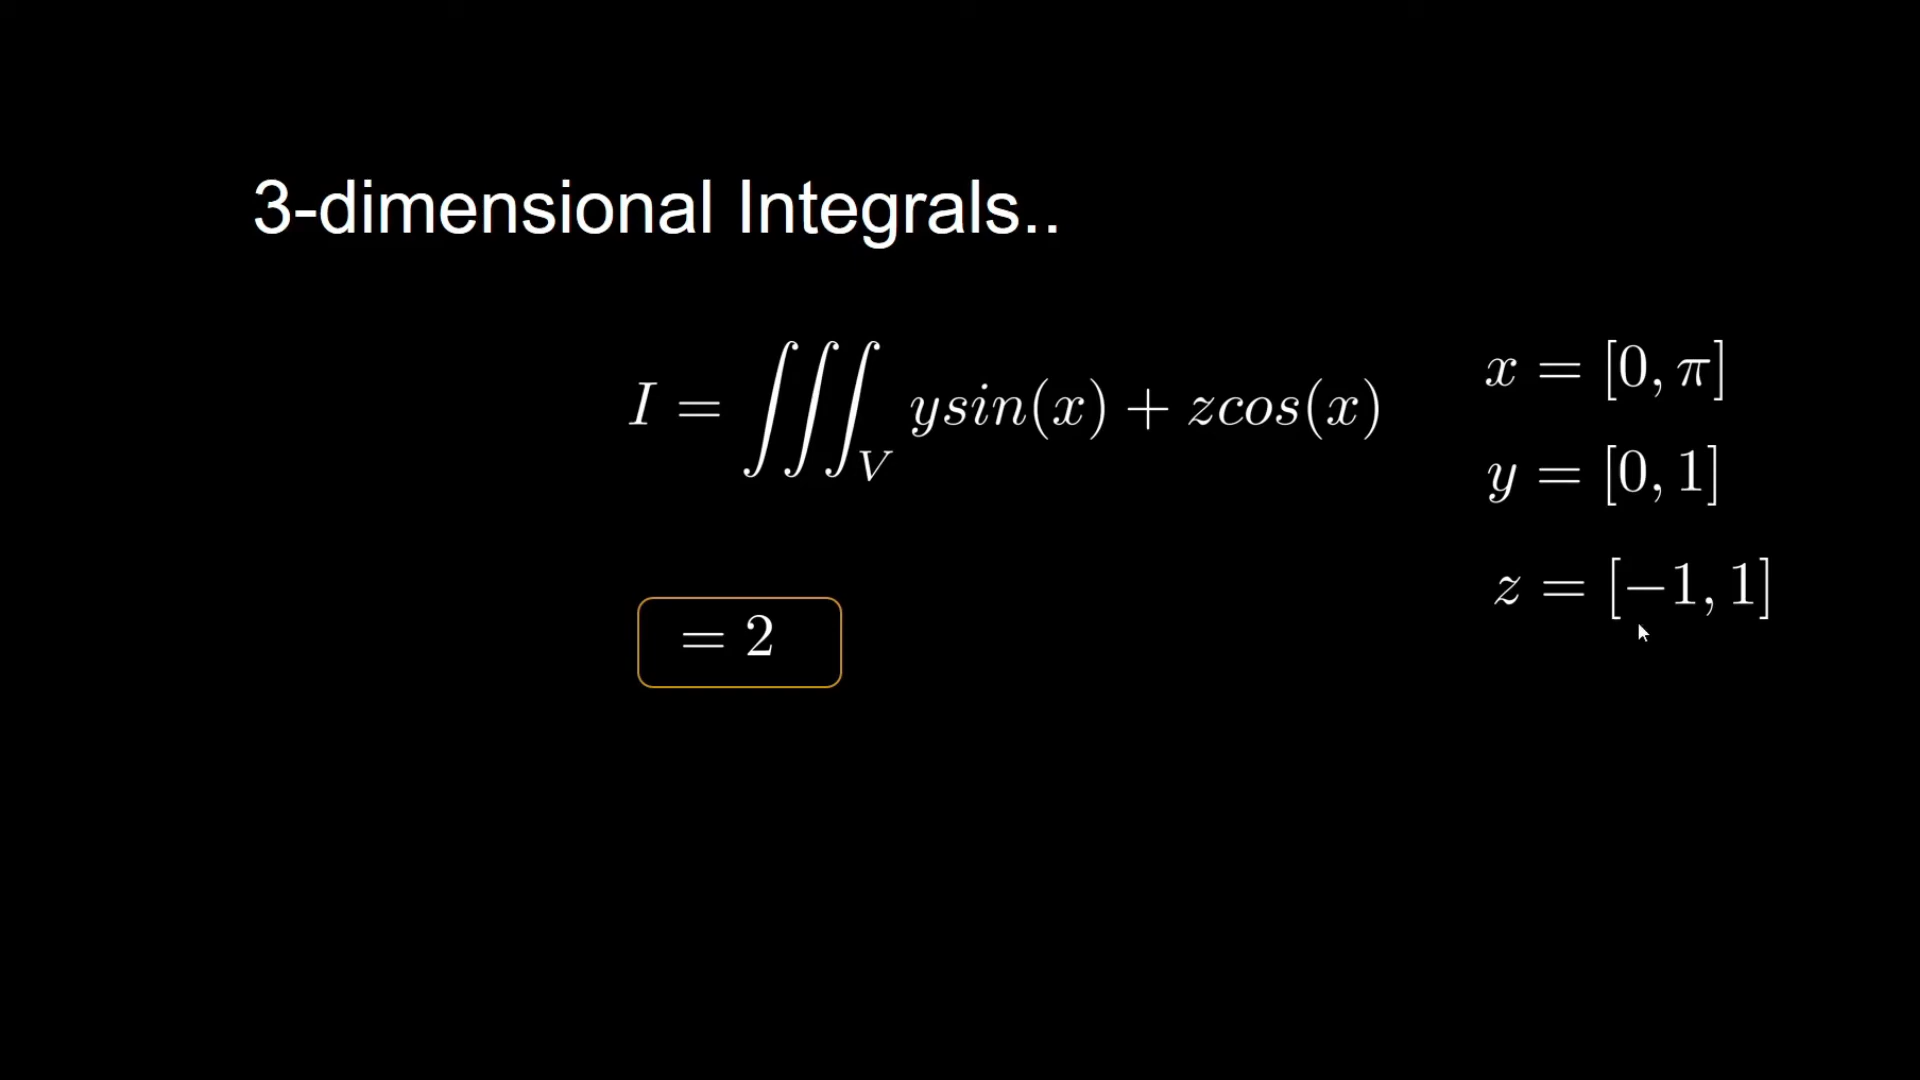 3-dimensional Integrals..
I = ∭_V ysin(x) + zcos(x)
x = [0, π]
y = [0, 1]
z = [−1, 1]
= 2